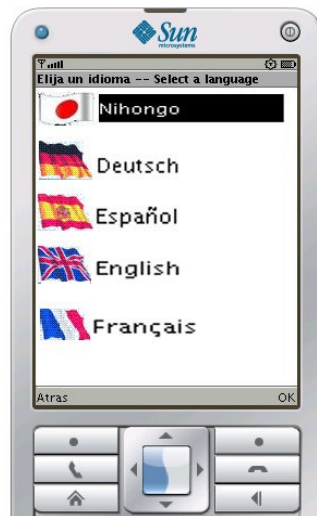 Sun
microsystems
Elija un idioma -- Select a language
Nihongo
Deutsch
Español
English
Français
Atras
OK